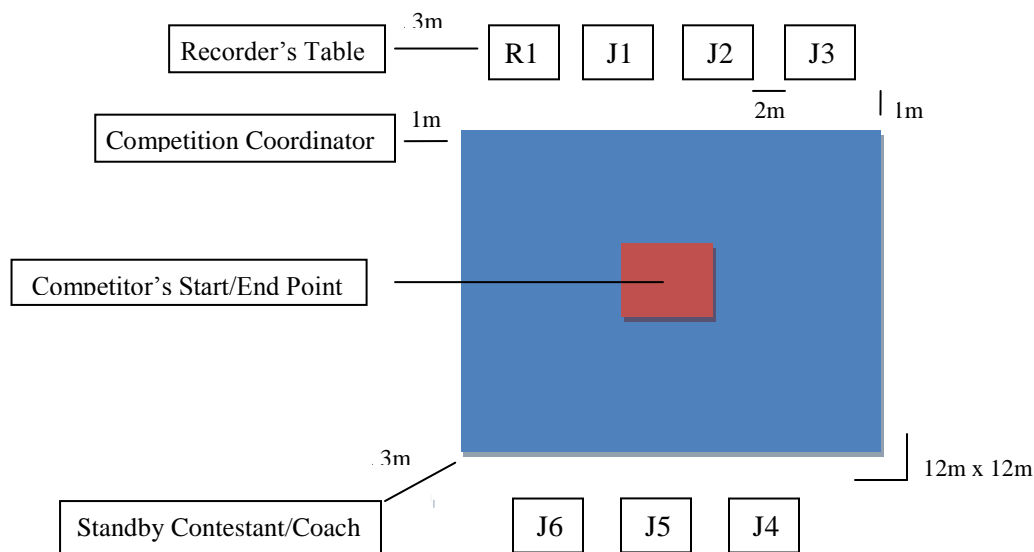 3m
Recorder’s Table
R1 J1 J2 J3
Competition Coordinator
1m
2m
1m
Competitor’s Start/End Point
3m
12m x 12m
Standby Contestant/Coach
J6 J5 J4